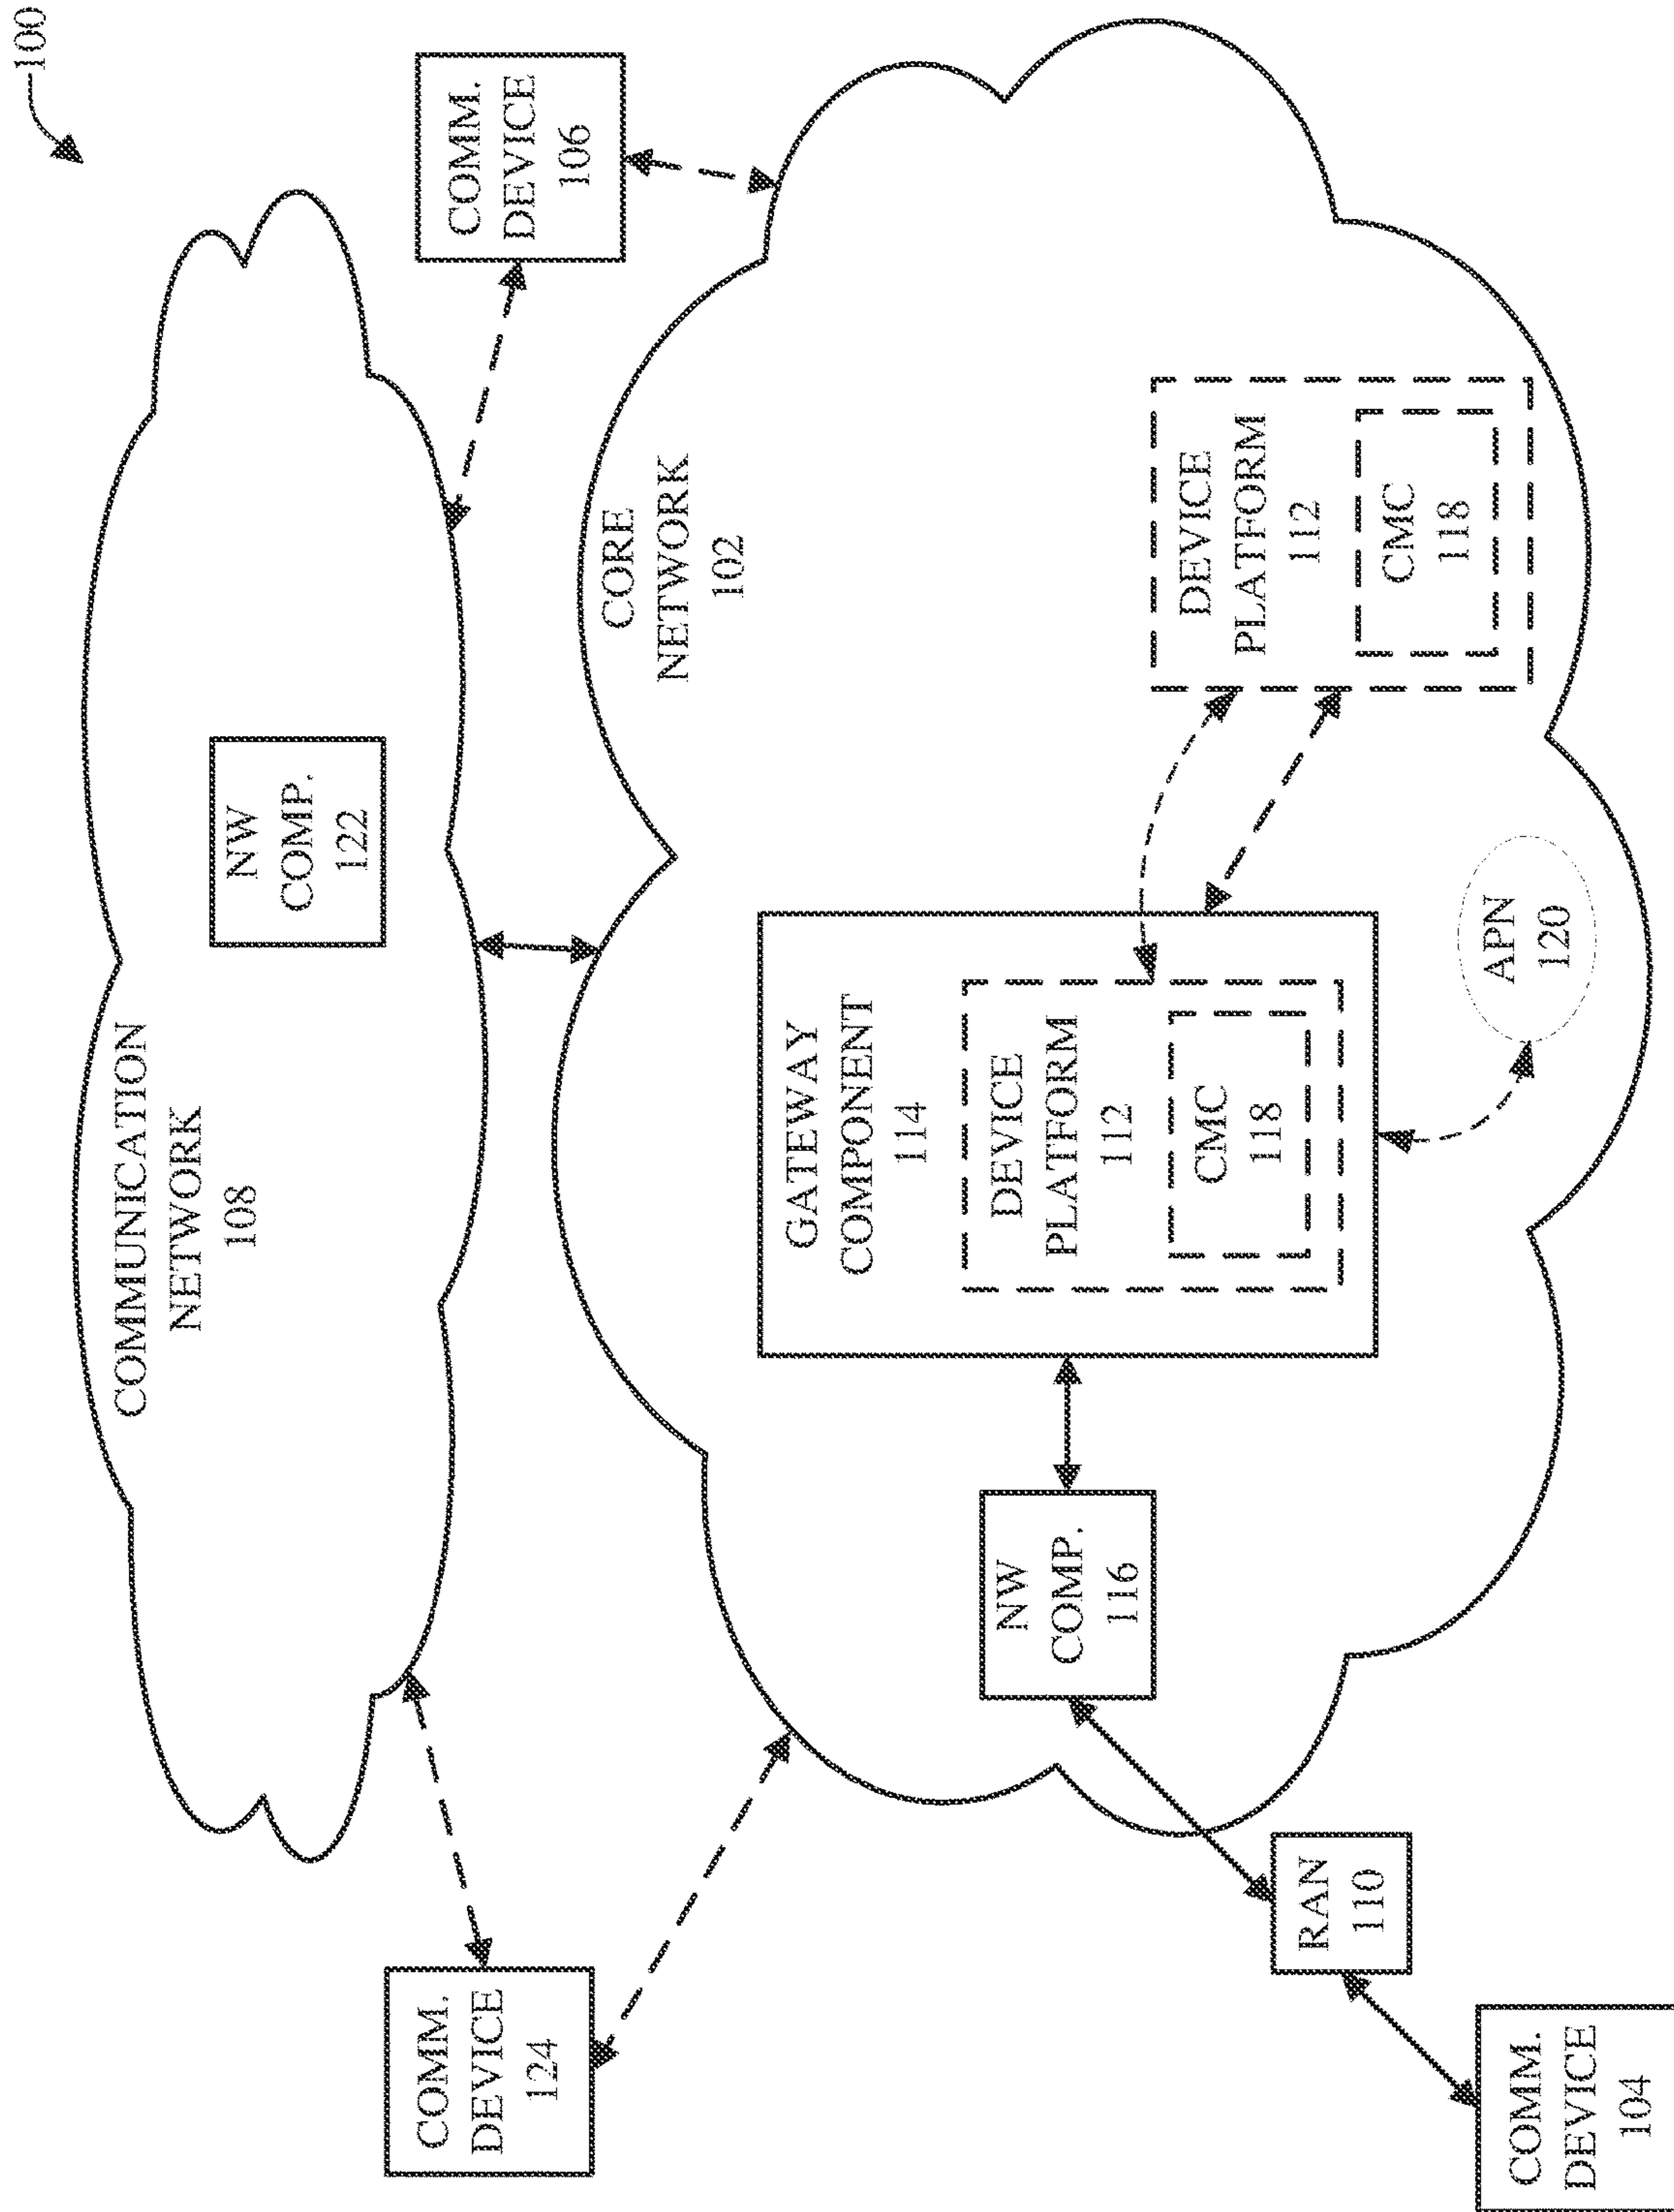 100
COMMUNICATION
NETWORK
108
NW
COMP.
122
COMM.
DEVICE
124
COMM.
DEVICE
106
CORE
NETWORK
102
GATEWAY
COMPONENT
114
DEVICE
PLATFORM
112
CMC
118
NW
COMP.
116
DEVICE
PLATFORM
112
CMC
118
RAN
110
APN
120
COMM.
DEVICE
104